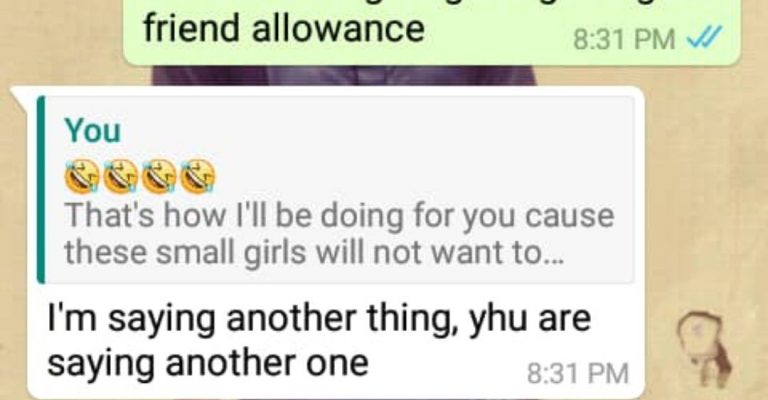 friend allowance
8:31 PM
You
🤣🤣🤣🤣
That's how I'll be doing for you cause
these small girls will not want to...
I'm saying another thing, yhu are
saying another one
8:31 PM